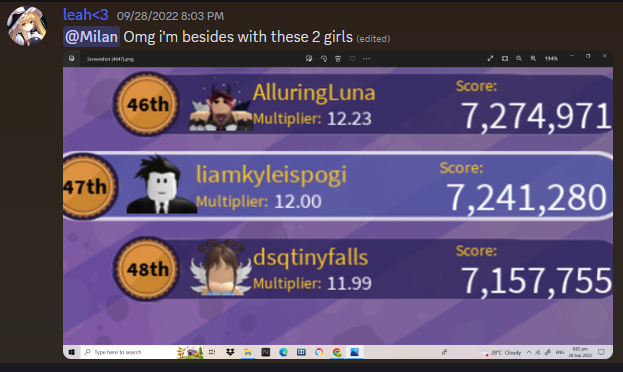 leah<3 09/28/2022 8:03 PM
@Milan Omg i'm besides with these 2 girls (edited)
Screenshot (4647).png
194%
46th
AlluringLuna
Multiplier: 12.23
Score:
7,274,971
47th
liamkyleispogi
Multiplier: 12.00
Score:
7,241,280
48th
dsqtinyfalls
Multiplier: 11.99
Score:
7,157,755
Type here to search
28°C Cloudy
ENG
8:02 pm
28 Sep 2022